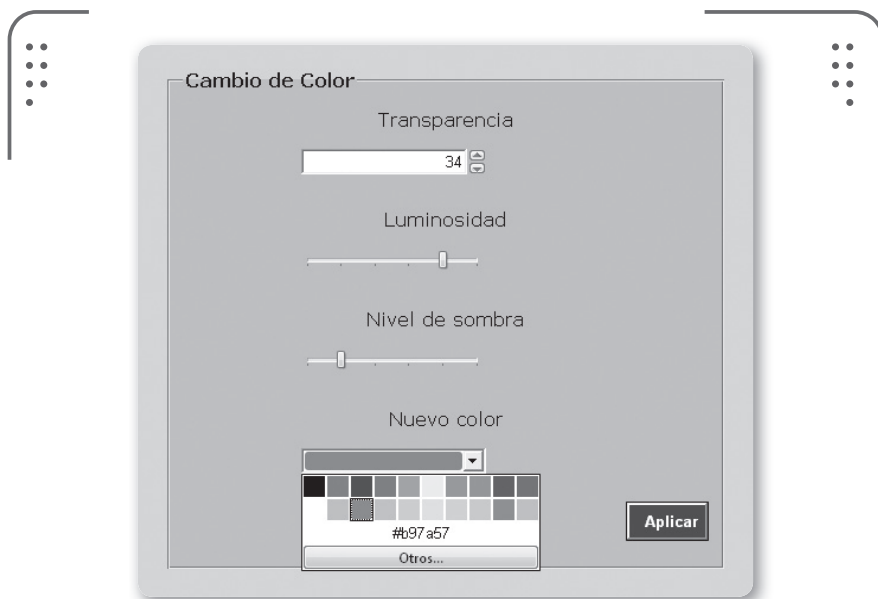 Cambio de Color
Transparencia
34
Luminosidad
Nivel de sombra
Nuevo color
#b97a57
Otros...
Aplicar